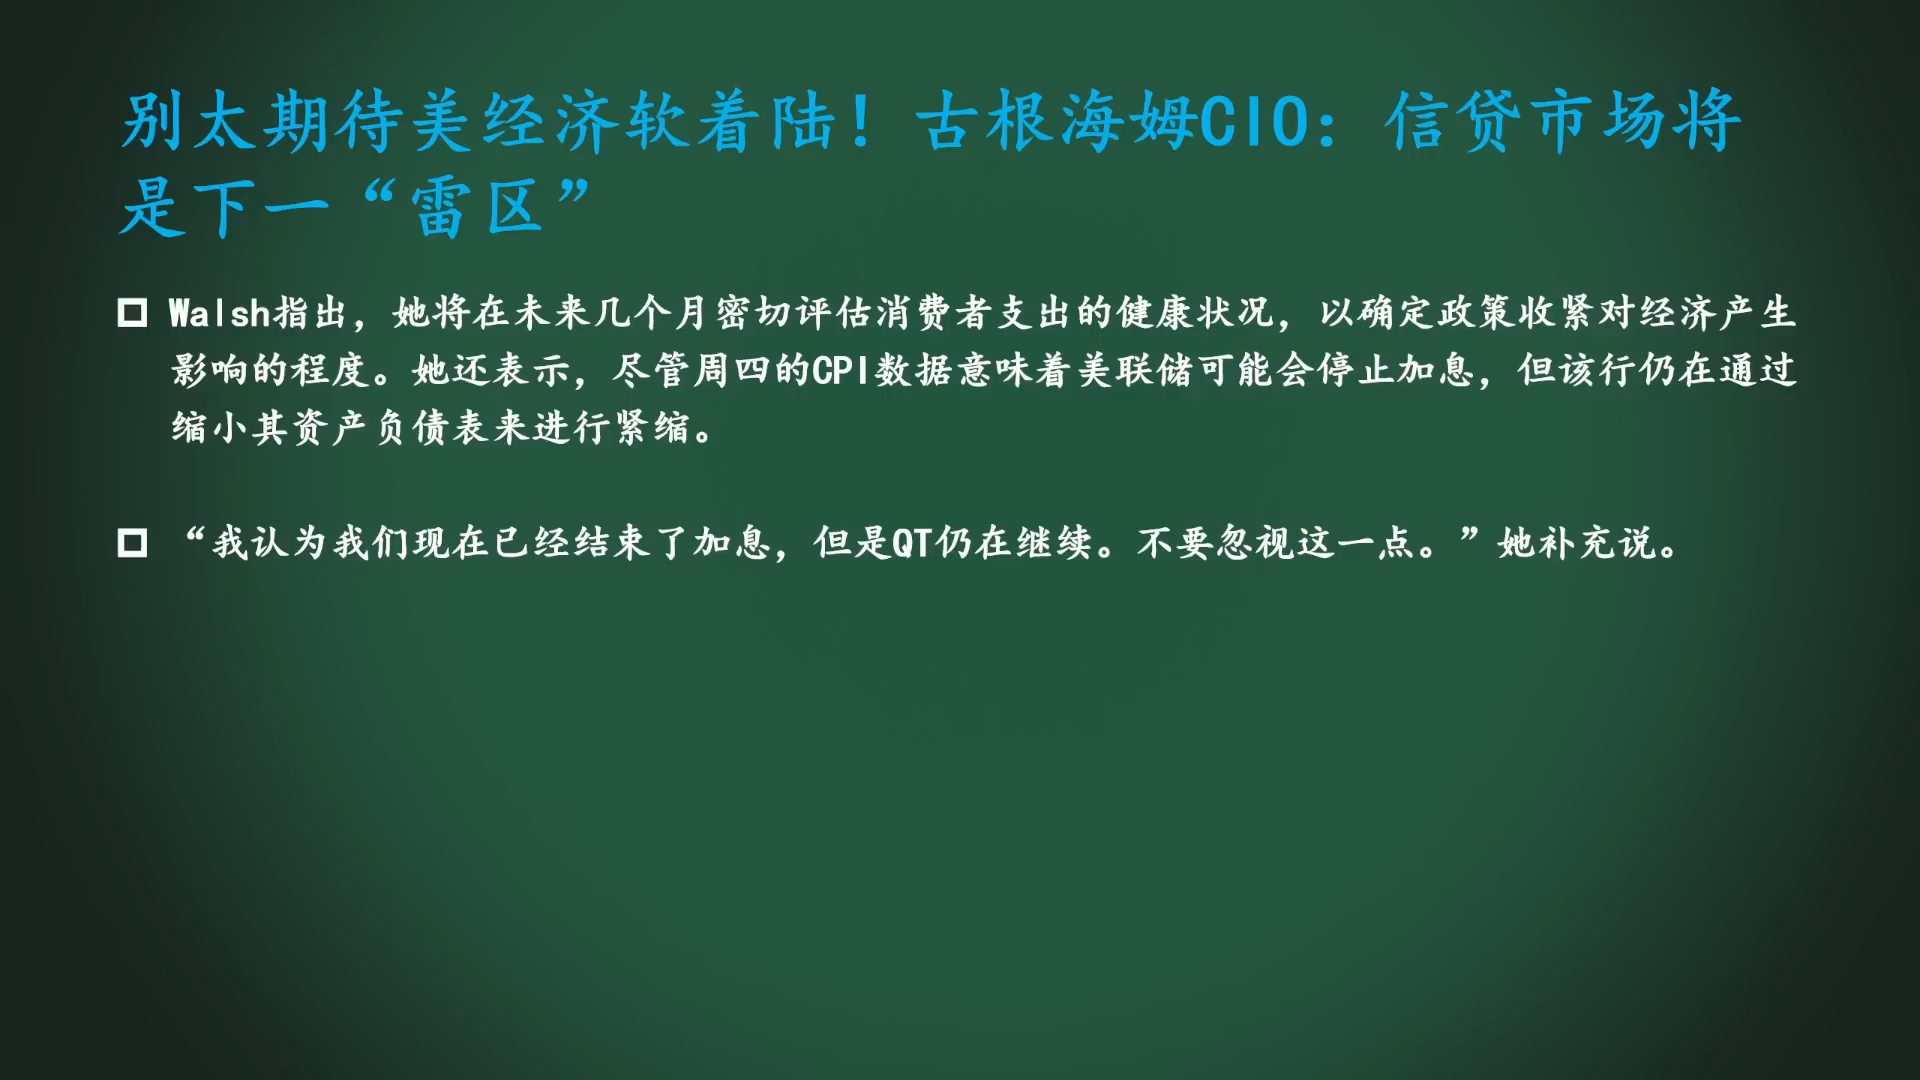 别太期待美经济软着陆！古根海姆CIO：信贷市场将
是下一“雷区”
Walsh指出，她将在未来几个月密切评估消费者支出的健康状况，以确定政策收紧对经济产生
影响的程度。她还表示，尽管周四的CPI数据意味着美联储可能会停止加息，但该行仍在通过
缩小其资产负债表来进行紧缩。
“我认为我们现在已经结束了加息，但是QT仍在继续。不要忽视这一点。”她补充说。